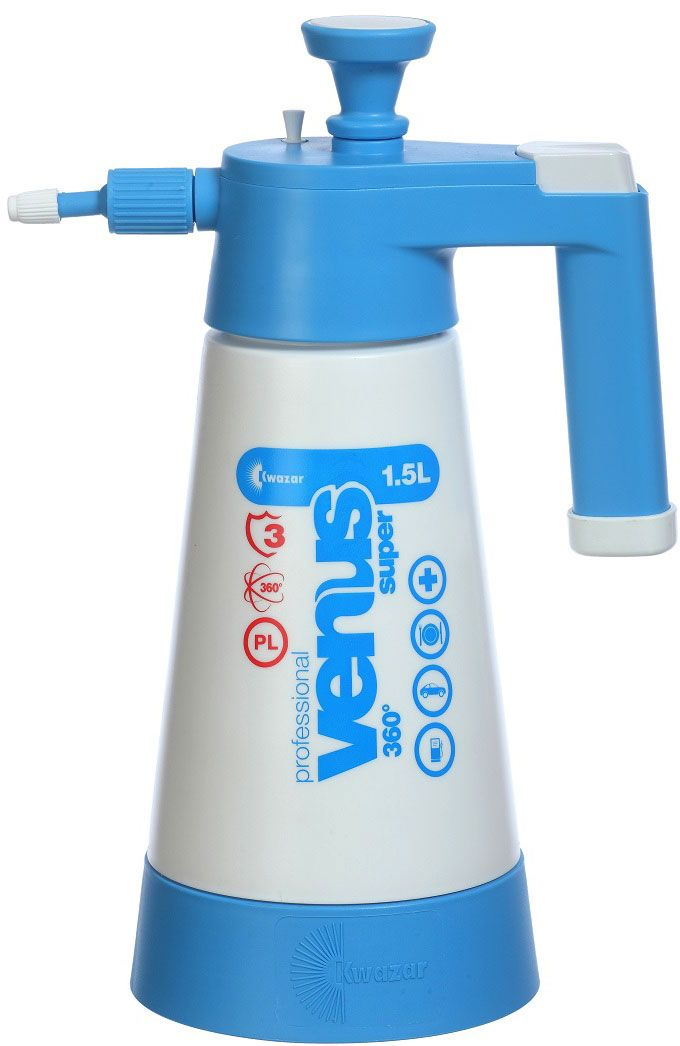 Kwazar
1.5L
3
360°
PL
professional
venus
super
360°
Kwazar